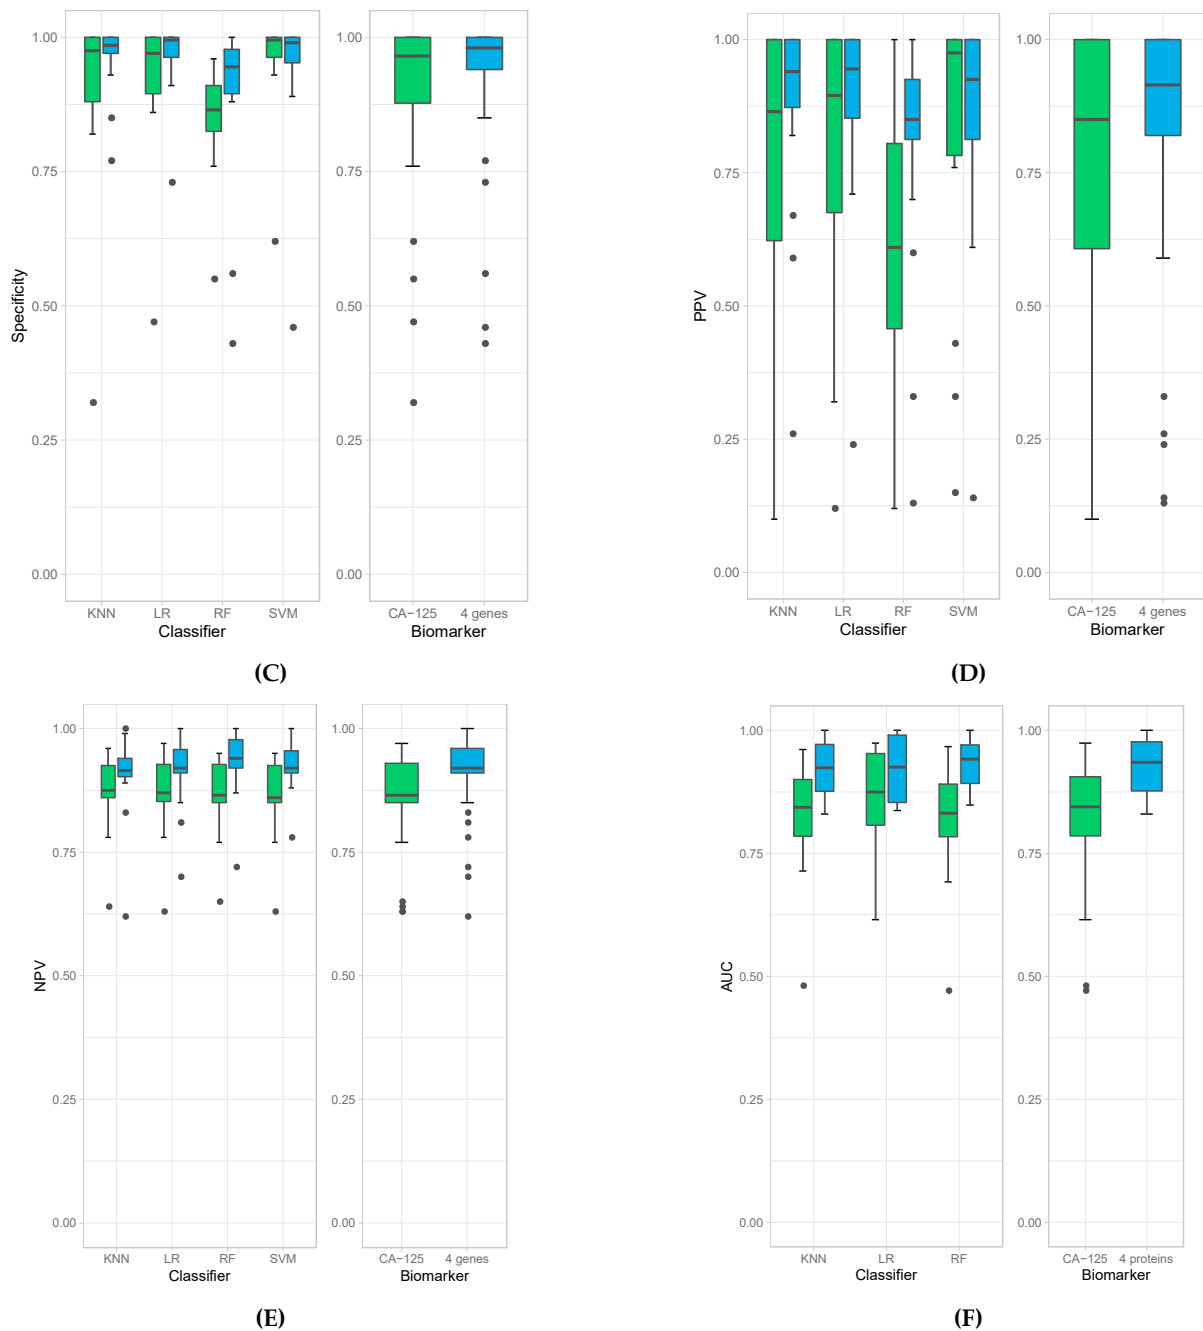 1.00
0.75
0.50
0.25
0.00
Specificity
KNN LR RF SVM
Classifier
1.00
0.75
0.50
0.25
0.00
CA−125 4 genes
Biomarker
(C)
1.00
0.75
0.50
0.25
0.00
PPV
KNN LR RF SVM
Classifier
1.00
0.75
0.50
0.25
0.00
CA−125 4 genes
Biomarker
(D)
1.00
0.75
0.50
0.25
0.00
NPV
KNN LR RF SVM
Classifier
1.00
0.75
0.50
0.25
0.00
CA−125 4 genes
Biomarker
(E)
1.00
0.75
0.50
0.25
0.00
AUC
KNN LR RF
Classifier
1.00
0.75
0.50
0.25
0.00
CA−125 4 proteins
Biomarker
(F)